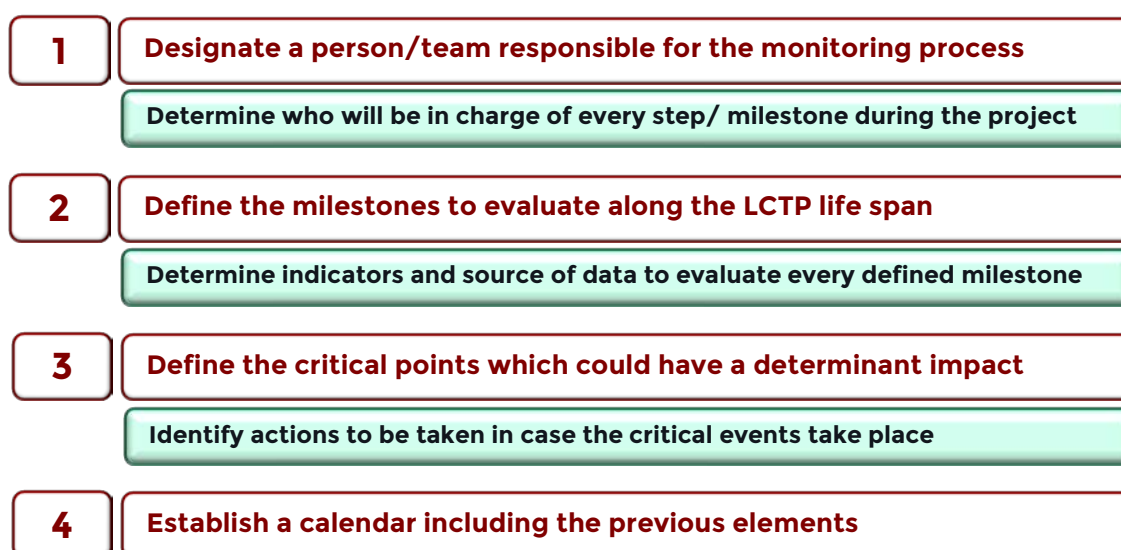 1
Designate a person/team responsible for the monitoring process
Determine who will be in charge of every step/ milestone during the project
2
Define the milestones to evaluate along the LCTP life span
Determine indicators and source of data to evaluate every defined milestone
3
Define the critical points which could have a determinant impact
Identify actions to be taken in case the critical events take place
4
Establish a calendar including the previous elements